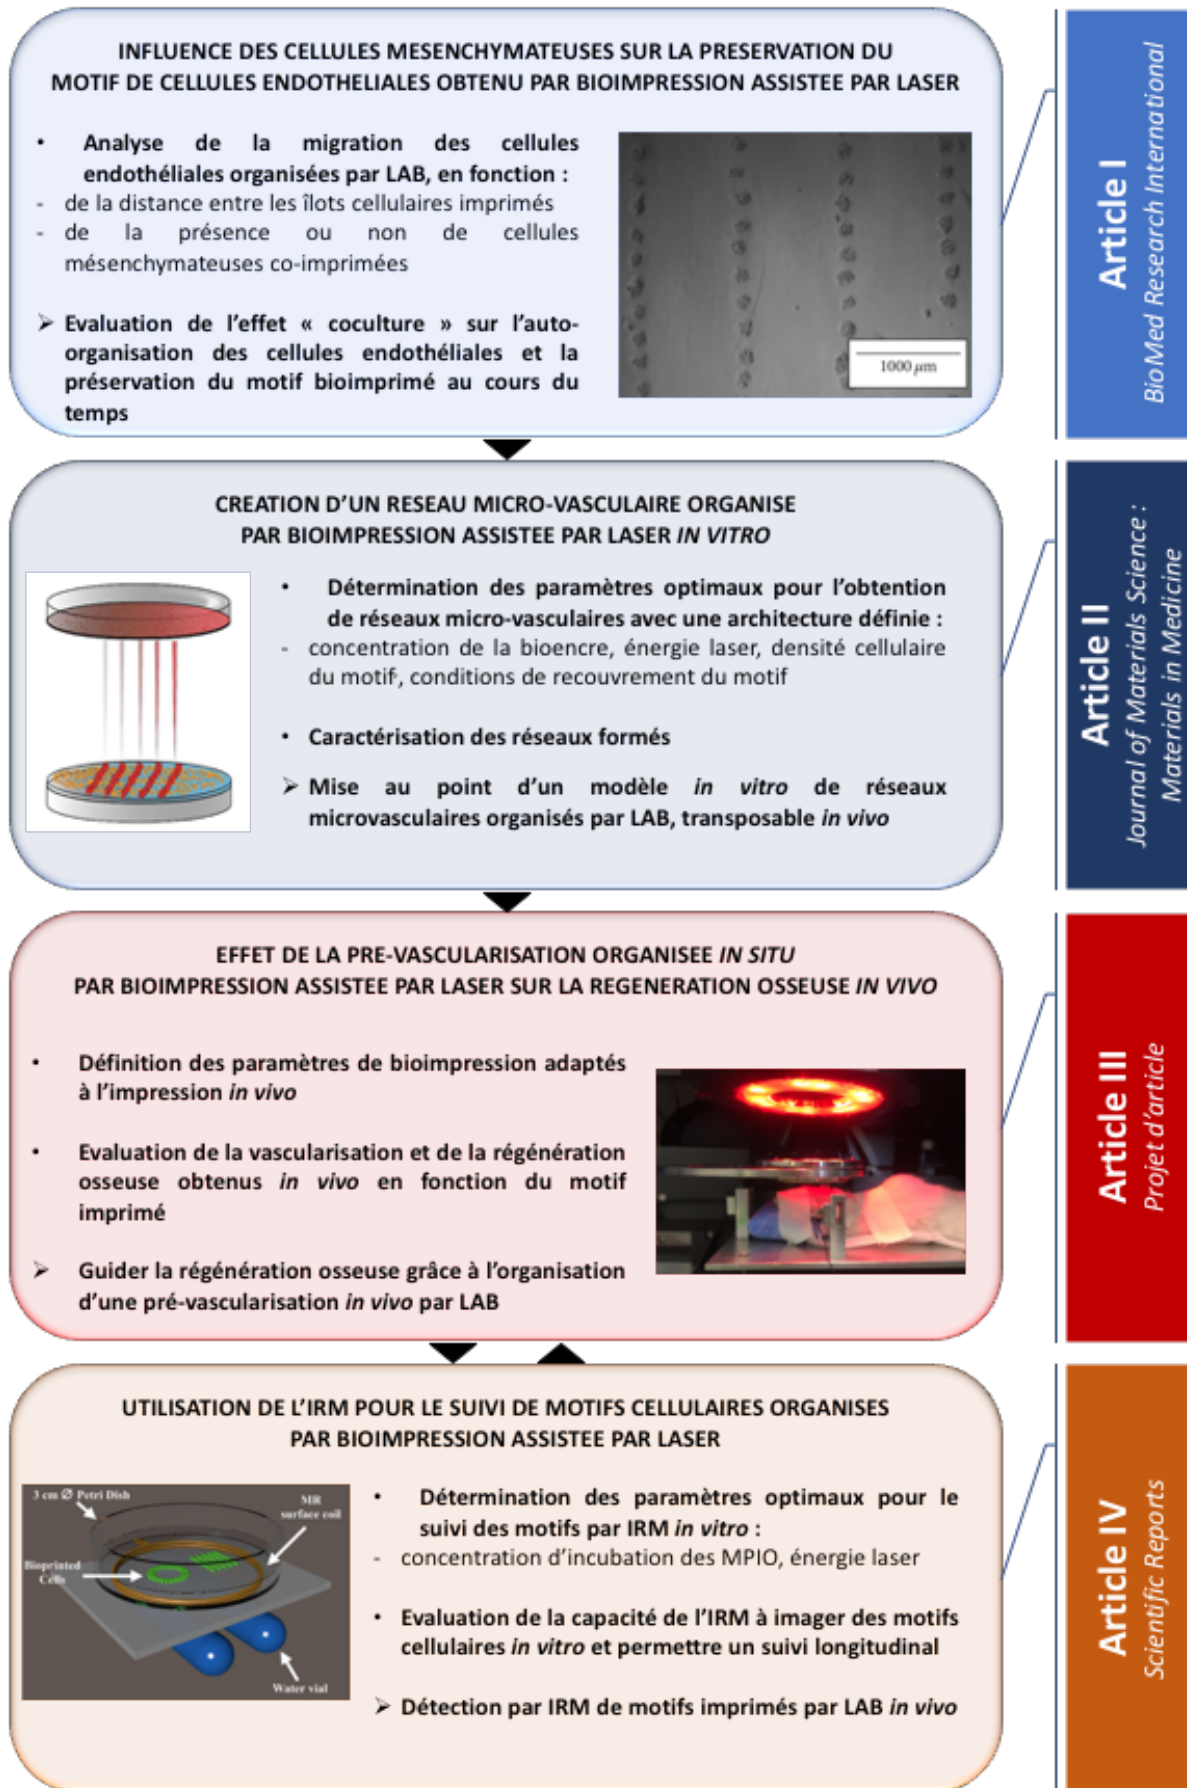 INFLUENCE DES CELLULES MESENCHYMATEUSES SUR LA PRESERVATION DU
MOTIF DE CELLULES ENDOTHELIALES OBTENU PAR BIOIMPRESSION ASSISTEE PAR LASER
• Analyse de la migration des cellules
endothéliales organisées par LAB, en fonction :
- de la distance entre les îlots cellulaires imprimés
- de la présence ou non de cellules
mésenchymateuses co-imprimées
➢ Evaluation de l'effet « coculture » sur l'auto-
organisation des cellules endothéliales et la
préservation du motif bioimprimé au cours du
temps
1000 µm
Article I
BioMed Research International
CREATION D'UN RESEAU MICRO-VASCULAIRE ORGANISE
PAR BIOIMPRESSION ASSISTEE PAR LASER IN VITRO
• Détermination des paramètres optimaux pour l'obtention
de réseaux micro-vasculaires avec une architecture définie :
- concentration de la bioencre, énergie laser, densité cellulaire
du motif, conditions de recouvrement du motif
• Caractérisation des réseaux formés
➢ Mise au point d'un modèle in vitro de réseaux
microvasculaires organisés par LAB, transposable in vivo
Article II
Journal of Materials Science :
Materials in Medicine
EFFET DE LA PRE-VASCULARISATION ORGANISEE IN SITU
PAR BIOIMPRESSION ASSISTEE PAR LASER SUR LA REGENERATION OSSEUSE IN VIVO
• Définition des paramètres de bioimpression adaptés
à l'impression in vivo
• Evaluation de la vascularisation et de la régénération
osseuse obtenus in vivo en fonction du motif
imprimé
➢ Guider la régénération osseuse grâce à l'organisation
d'une pré-vascularisation in vivo par LAB
Article III
Projet d'article
UTILISATION DE L'IRM POUR LE SUIVI DE MOTIFS CELLULAIRES ORGANISES
PAR BIOIMPRESSION ASSISTEE PAR LASER
3 cm Ø Petri Dish
MR
surface coil
Bioprinted
Cells
Water vial
• Détermination des paramètres optimaux pour le
suivi des motifs par IRM in vitro :
- concentration d'incubation des MPIO, énergie laser
• Evaluation de la capacité de l'IRM à imager des motifs
cellulaires in vitro et permettre un suivi longitudinal
➢ Détection par IRM de motifs imprimés par LAB in vivo
Article IV
Scientific Reports